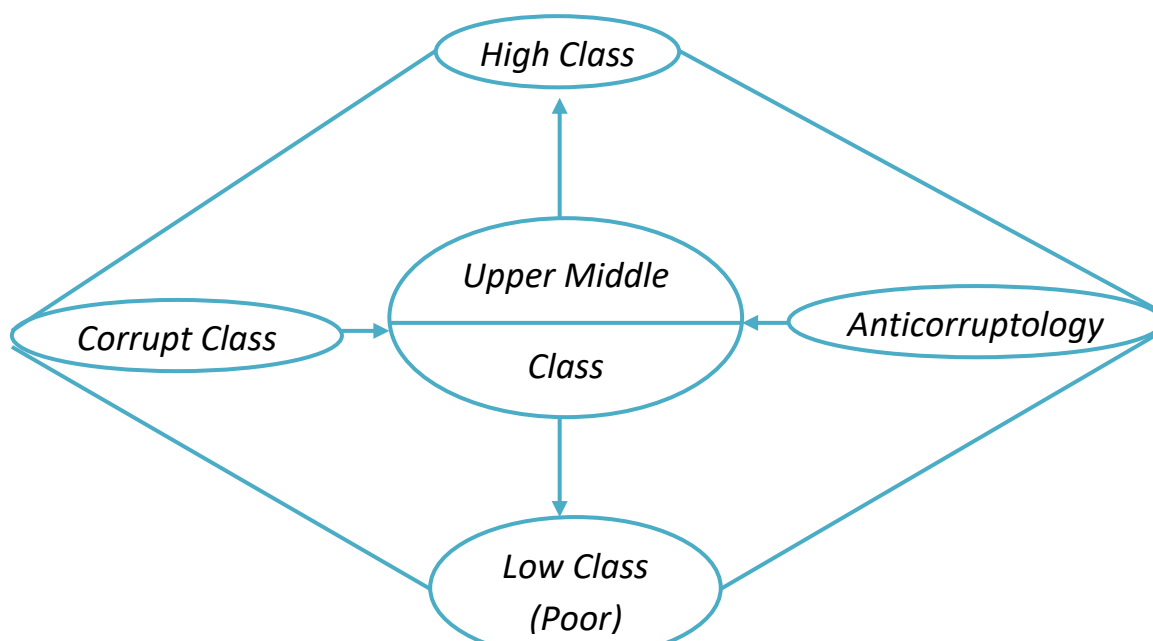 High Class
Upper Middle
Corrupt Class
Anticorruptology
Class
Low Class
(Poor)